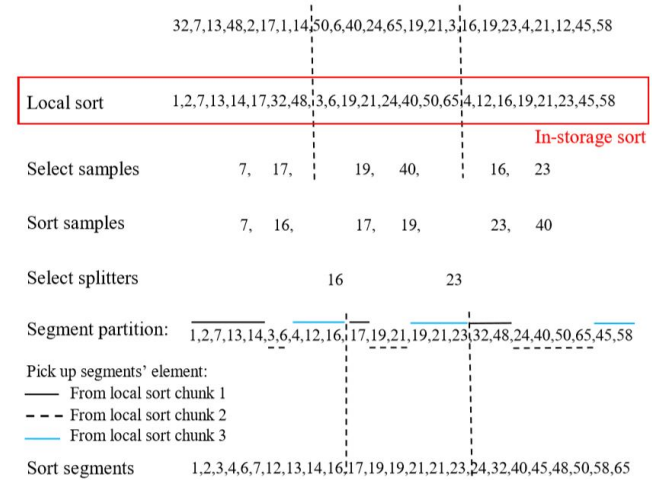 32,7,13,48,2,17,1,14,50,6,40,24,65,19,21,3,16,19,23,4,21,12,45,58
Local sort 1,2,7,13,14,17,32,48,3,6,19,21,24,40,50,65,4,12,16,19,21,23,45,58
In-storage sort
Select samples 7, 17, 19, 40, 16, 23
Sort samples 7, 16, 17, 19, 23, 40
Select splitters 16 23
Segment partition: 1,2,7,13,14,3,6,4,12,16,17,19,21,19,21,23,32,48,24,40,50,65,45,58
Pick up segments' element:
From local sort chunk 1
From local sort chunk 2
From local sort chunk 3
Sort segments 1,2,3,4,6,7,12,13,14,16,17,19,19,21,21,23,24,32,40,45,48,50,58,65